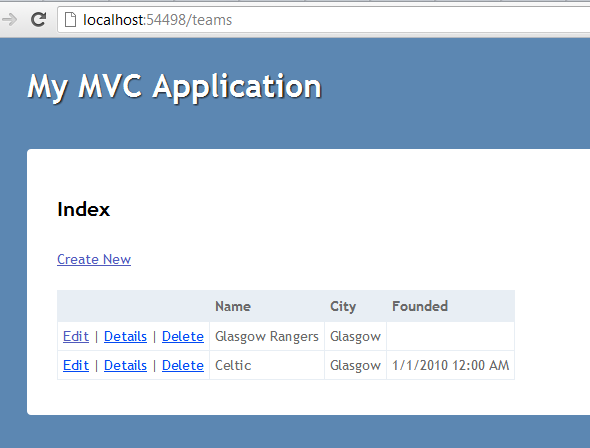 localhost:54498/teams
My MVC Application
Index
Create New
Name City Founded
Edit | Details | Delete Glasgow Rangers Glasgow
Edit | Details | Delete Celtic Glasgow 1/1/2010 12:00 AM